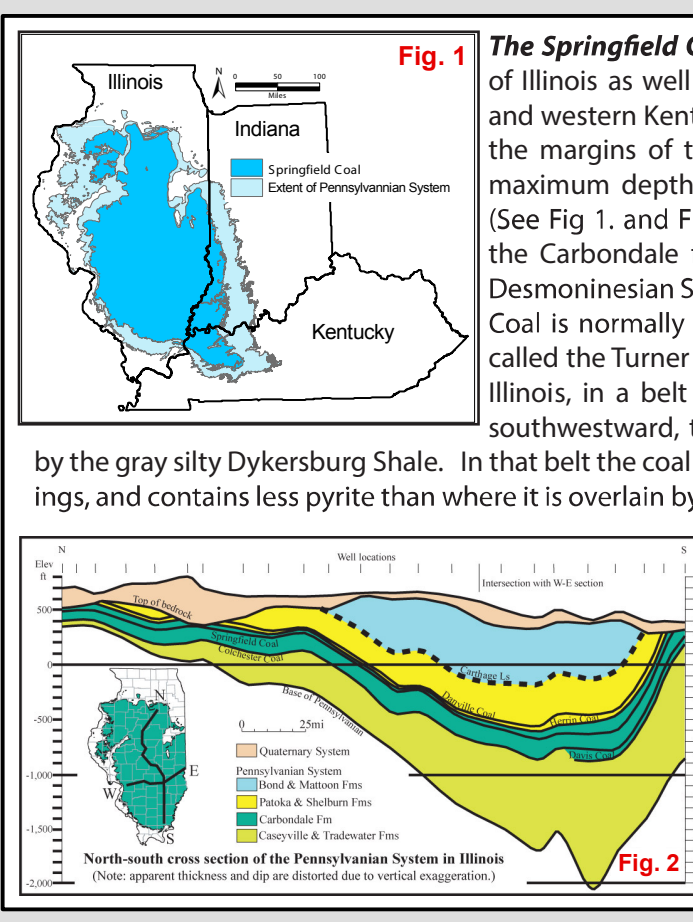 Fig. 1
Illinois
N
0 50 100
Miles
Indiana
Springfield Coal
Extent of Pennsylvannian System
Kentucky
The Springfield C
of Illinois as well
and western Kent
the margins of t
maximum depth
(See Fig 1. and F
the Carbondale
Desmoninesian S
Coal is normally
called the Turner
Illinois, in a belt
southwestward, t
by the gray silty Dykersburg Shale. In that belt the coal
ings, and contains less pyrite than where it is overlain by
N
S
Elev
ft
Well locations
Intersection with W-E section
500
0
-500
-1,000
-1,500
-2,000
Top of bedrock
Springfield Coal
Colchester Coal
Base of Pennsylvanian
Carthage Ls
Danville Coal
Herrin Coal
Davis Coal
N
E
W
S
0 25mi
Quaternary System
Pennsylvanian System
Bond & Mattoon Fms
Patoka & Shelburn Fms
Carbondale Fm
Caseyville & Tradewater Fms
North-south cross section of the Pennsylvanian System in Illinois
(Note: apparent thickness and dip are distorted due to vertical exaggeration.)
Fig. 2